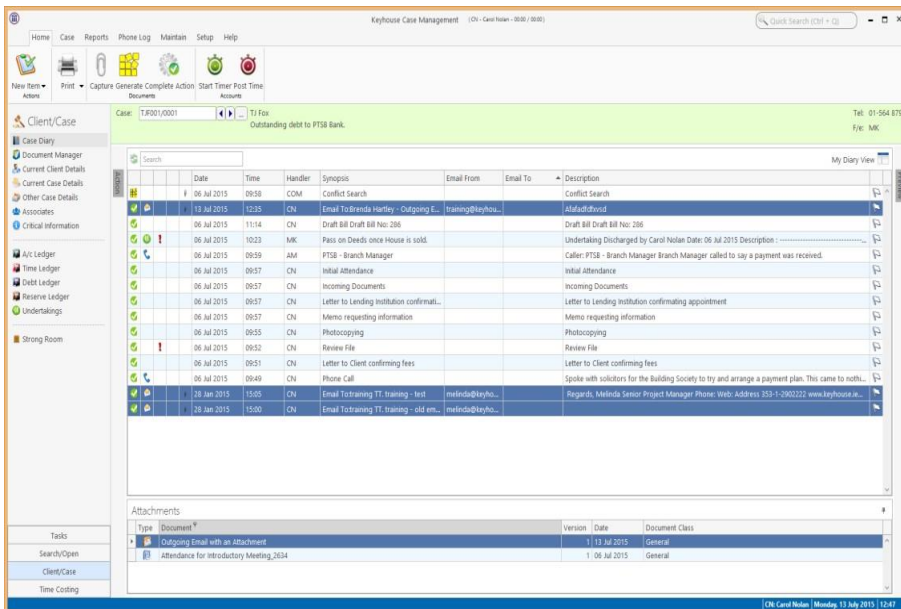 Keyhouse Case Management (CN - Carol Nolan - 00:00 / 00:00)
Quick Search (Ctrl + Q)
Home Case Reports Phone Log Maintain Setup Help
New Item Print Capture Generate Complete Action Start Timer Post Time
Actions Documents Accounts
Client/Case
Case Diary
Document Manager
Current Client Details
Current Case Details
Other Case Details
Associates
Critical Information
A/c Ledger
Time Ledger
Debt Ledger
Reserve Ledger
Undertakings
Strong Room
Tasks
Search/Open
Client/Case
Time Costing
Case: TJF001/0001 ... TJ Fox Tel: 01-564 879
Outstanding debt to PTSB Bank. F/e: MK
Action
Search My Diary View
Date Time Handler Synopsis Email From Email To Description
06 Jul 2015 09:58 COM Conflict Search Conflict Search
13 Jul 2015 12:35 CN Email To:Brenda Hartley - Outgoing E... training@keyhou...
06 Jul 2015 11:14 CN Draft Bill Draft Bill No: 286 Draft Bill Draft Bill No: 286
06 Jul 2015 10:23 MK Pass on Deeds once House is sold. Undertaking Discharged by Carol Nolan Date: 06 Jul 2015 Description : ---...
06 Jul 2015 09:59 AM PTSB - Branch Manager Caller: PTSB - Branch Manager Branch Manager called to say a payment was received.
06 Jul 2015 09:57 CN Initial Attendance Initial Attendance
06 Jul 2015 09:57 CN Incoming Documents Incoming Documents
06 Jul 2015 09:57 CN Letter to Lending Institution confirmati... Letter to Lending Institution confirmating appointment
06 Jul 2015 09:57 CN Memo requesting information Memo requesting information
06 Jul 2015 09:55 CN Photocopying Photocopying
06 Jul 2015 09:52 CN Review File Review File
06 Jul 2015 09:51 CN Letter to Client confirming fees Letter to Client confirming fees
06 Jul 2015 09:49 CN Phone Call Spoke with solicitors for the Building Society to try and arrange a payment plan. This came to nothi...
28 Jan 2015 15:05 CN Email To:training TT. training - test melinda@keyho... Regards, Melinda Senior Project Manager Phone: Web: Address 353-1-2902222 www.keyhouse.ie...
28 Jan 2015 15:00 CN Email To:training TT. training - old em... melinda@keyho...
Attachments
Type Document Version Date Document Class
Outgoing Email with an Attachment 1 13 Jul 2015 General
Attendance for Introductory Meeting_2634 1 06 Jul 2015 General
CN: Carol Nolan Monday, 13 July 2015 12:47